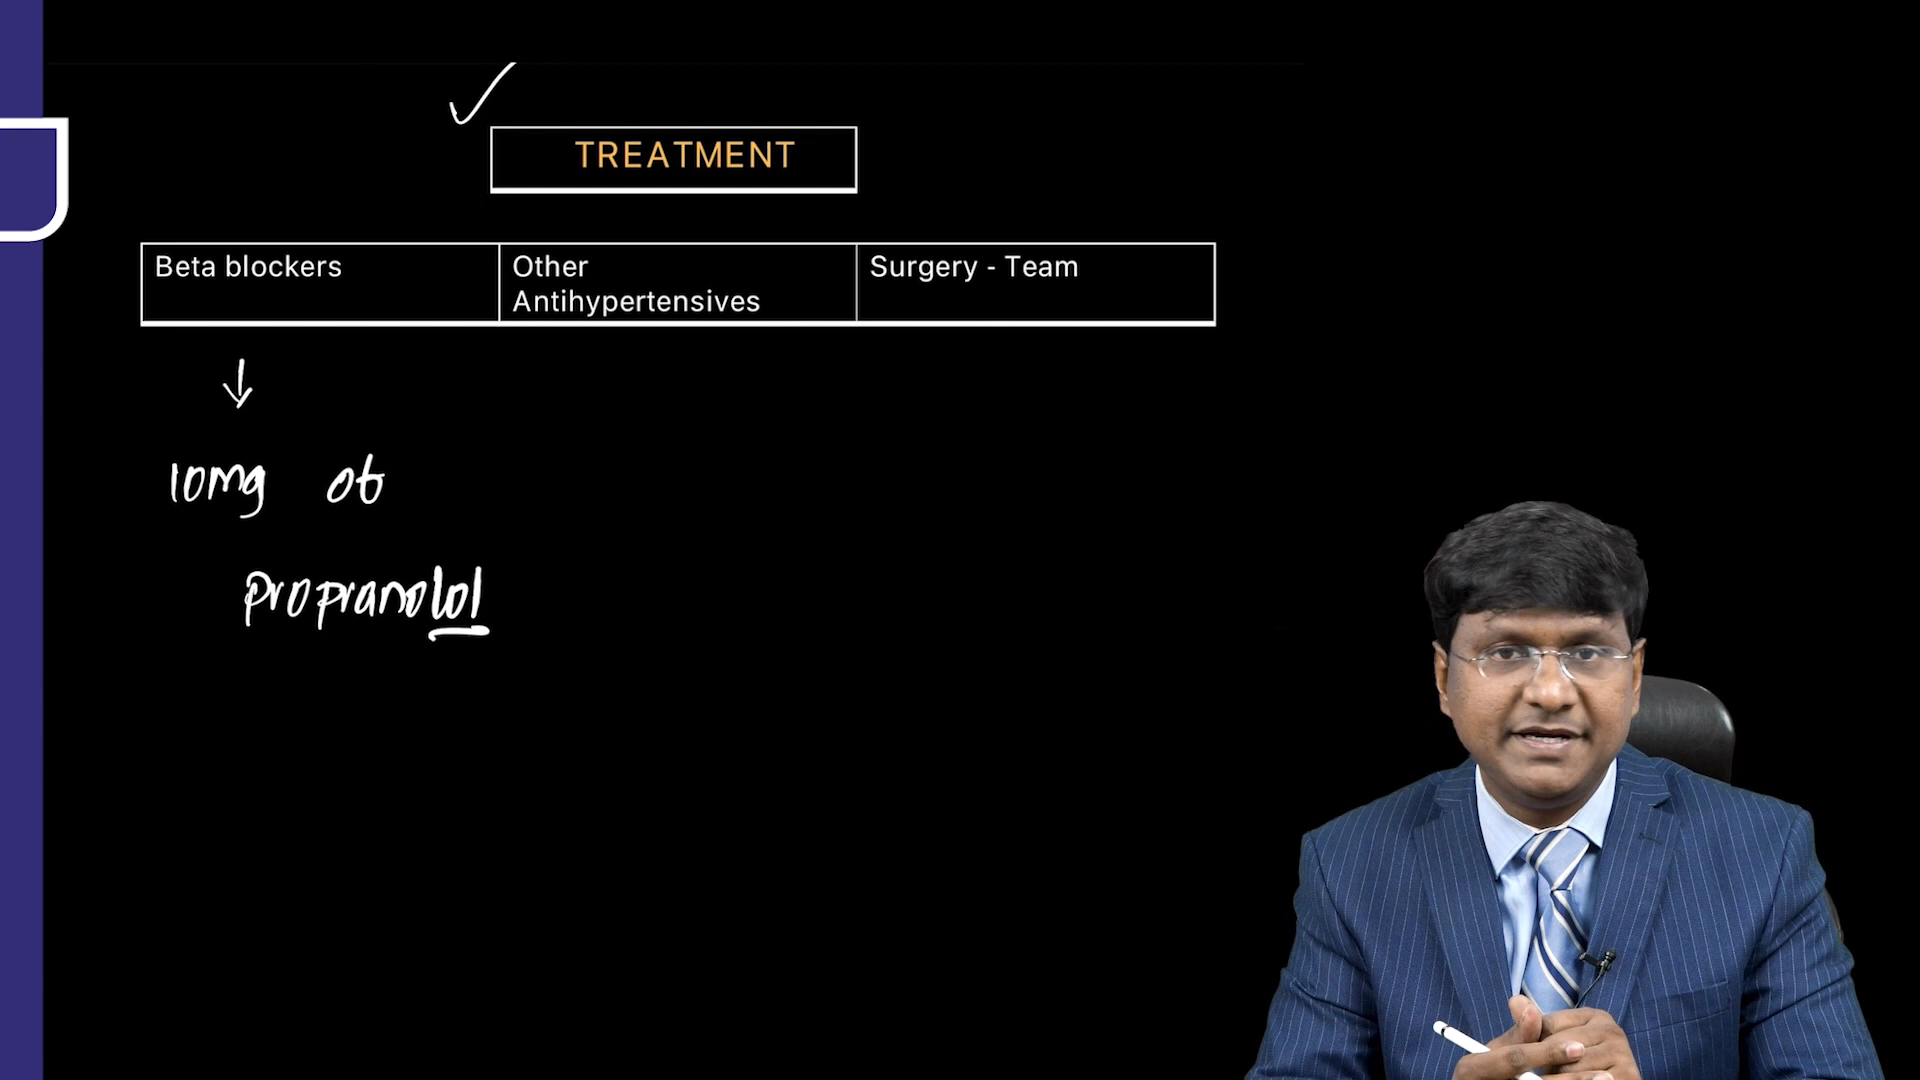 TREATMENT
Beta blockers
Other
Antihypertensives
Surgery - Team
10mg of
propranolol